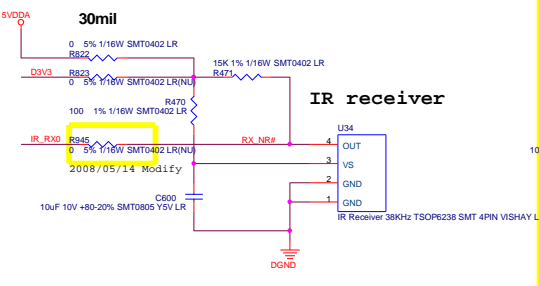 5VDDA
30mil
0 5% 1/16W SMT0402 LR
R822
15K 1% 1/16W SMT0402 LR
D3V3
R823
R471
0 5% 1/16W SMT0402 LR(NU)
R470
100 1% 1/16W SMT0402 LR
IR receiver
U34
IR_RX0
R945
RX_NR#
4
OUT
0 5% 1/16W SMT0402 LR(NU)
3
VS
2008/05/14 Modify
2
GND
C600
1
GND
10uF 10V +80-20% SMT0805 Y5V LR
IR Receiver 38KHz TSOP6238 SMT 4PIN VISHAY L
DGND
10